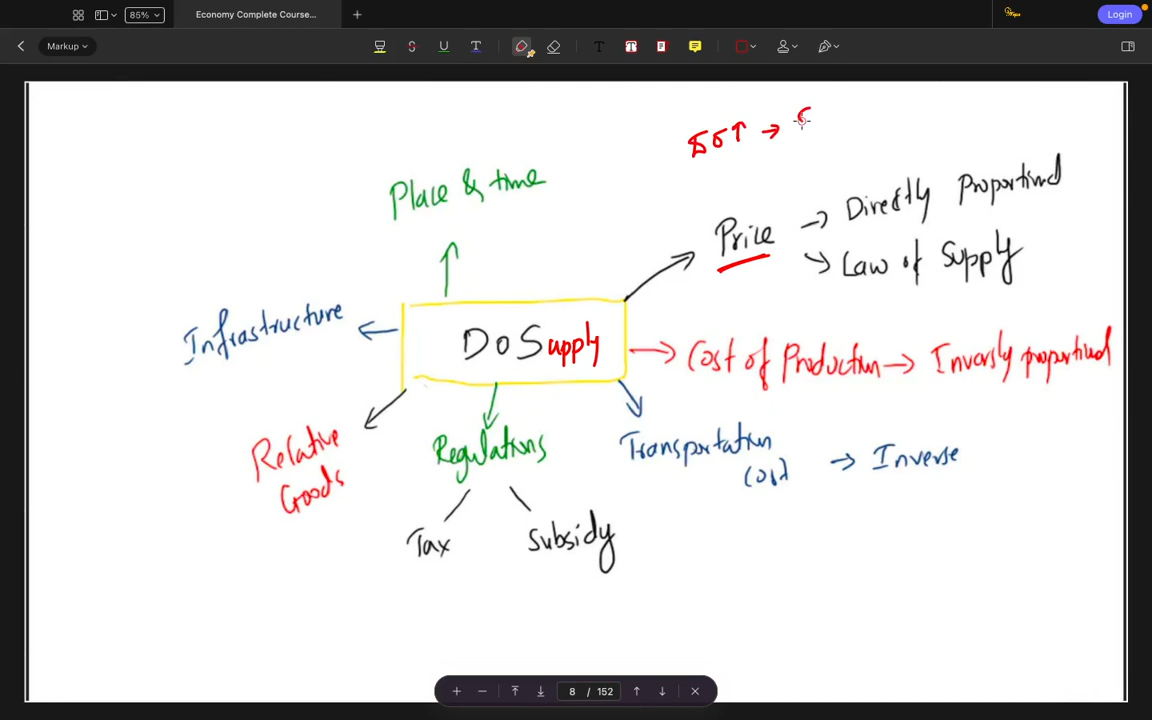 85%
Economy Complete Course...
Login
Markup
Place & time
Price → Directly Proportional
→ Law of Supply
Infrastructure
DoSupply
Cost of Production → Inversly proportional
Relative
Goods
Regulations
Transportation
Cost → Inverse
Tax
Subsidy
8 / 152